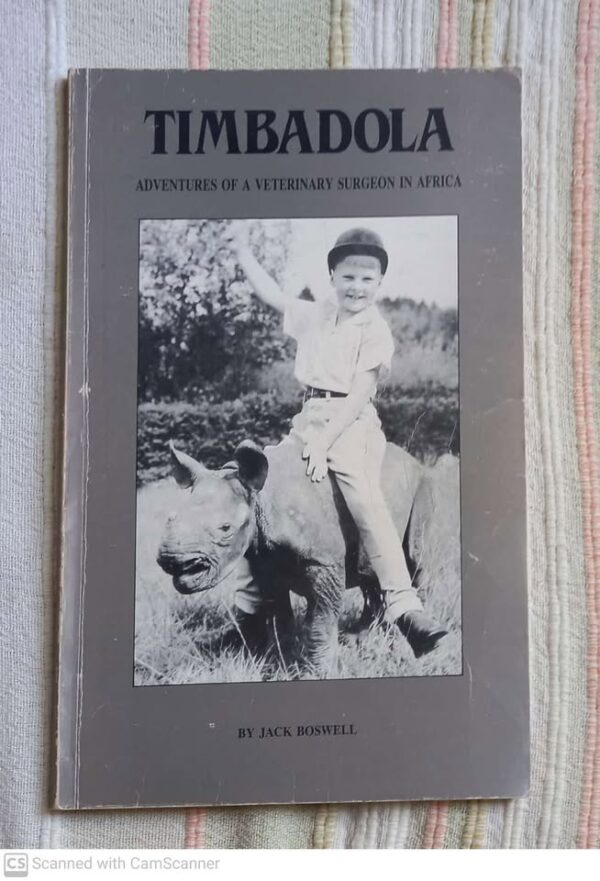 TIMBADOLA
ADVENTURES OF A VETERINARY SURGEON IN AFRICA
BY JACK BOSWELL
CS Scanned with CamScanner